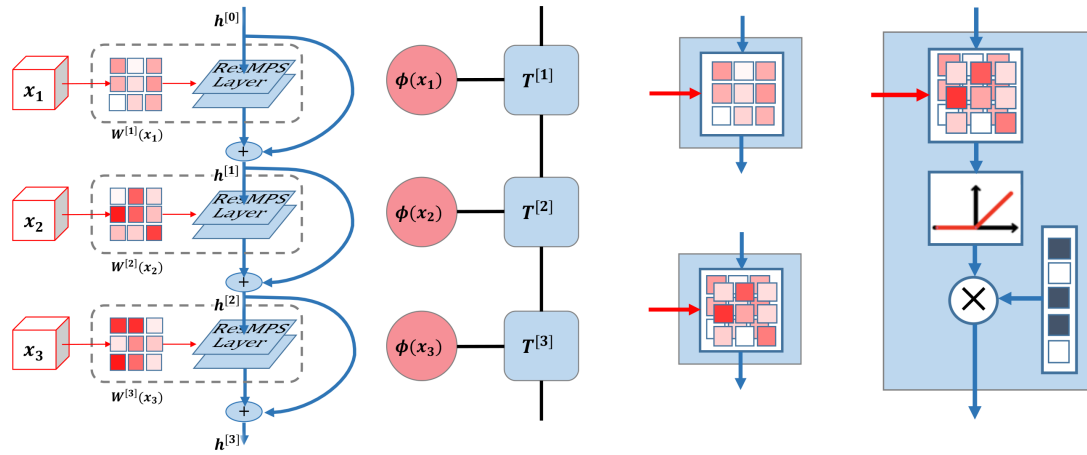 h^[0]
x₁
ResMPS
Layer
W^[1](x₁)
+
h^[1]
x₂
ResMPS
Layer
W^[2](x₂)
+
h^[2]
x₃
ResMPS
Layer
W^[3](x₃)
+
h^[3]
ϕ(x₁)
T^[1]
ϕ(x₂)
T^[2]
ϕ(x₃)
T^[3]
×